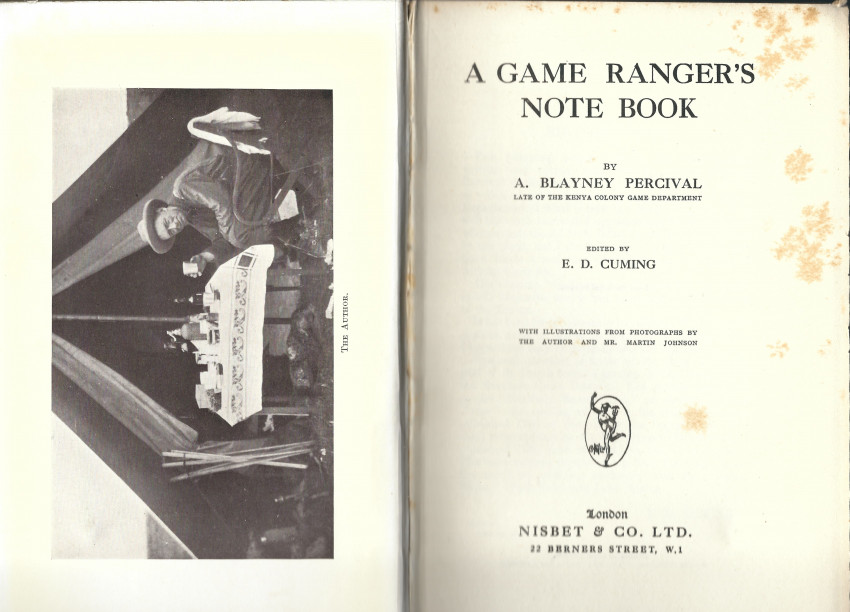 THE AUTHOR.
A GAME RANGER'S
NOTE BOOK
BY
A. BLAYNEY PERCIVAL
LATE OF THE KENYA COLONY GAME DEPARTMENT
EDITED BY
E. D. CUMING
WITH ILLUSTRATIONS FROM PHOTOGRAPHS BY
THE AUTHOR AND MR. MARTIN JOHNSON
London
NISBET & CO. LTD.
22 BERNERS STREET, W.1